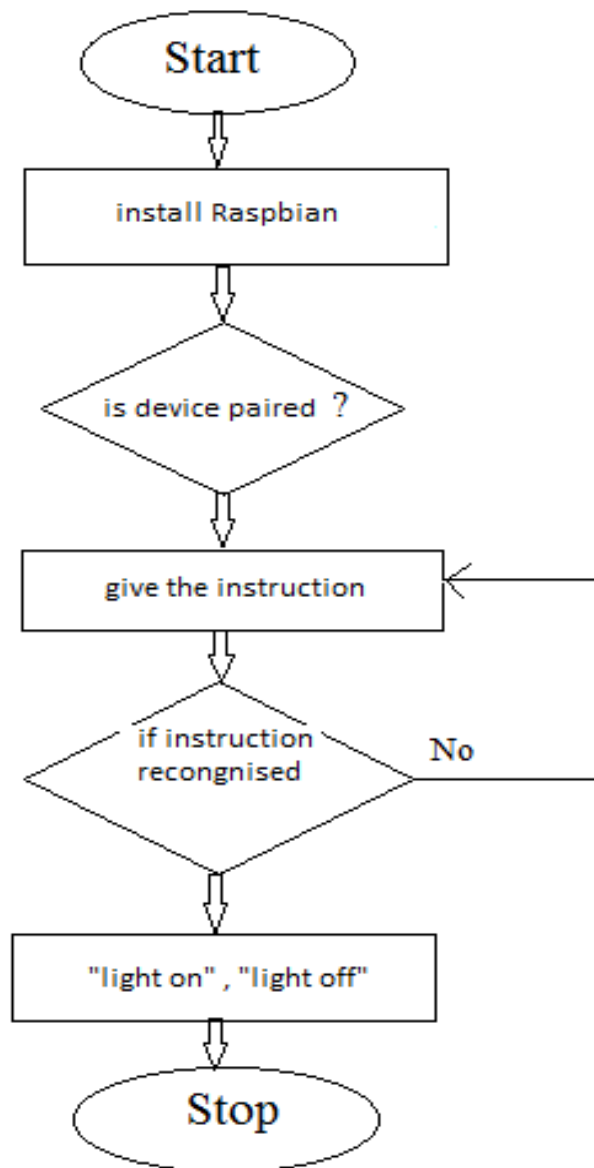 Start
install Raspbian
is device paired ?
give the instruction
if instruction
recongnised
No
"light on" , "light off"
Stop